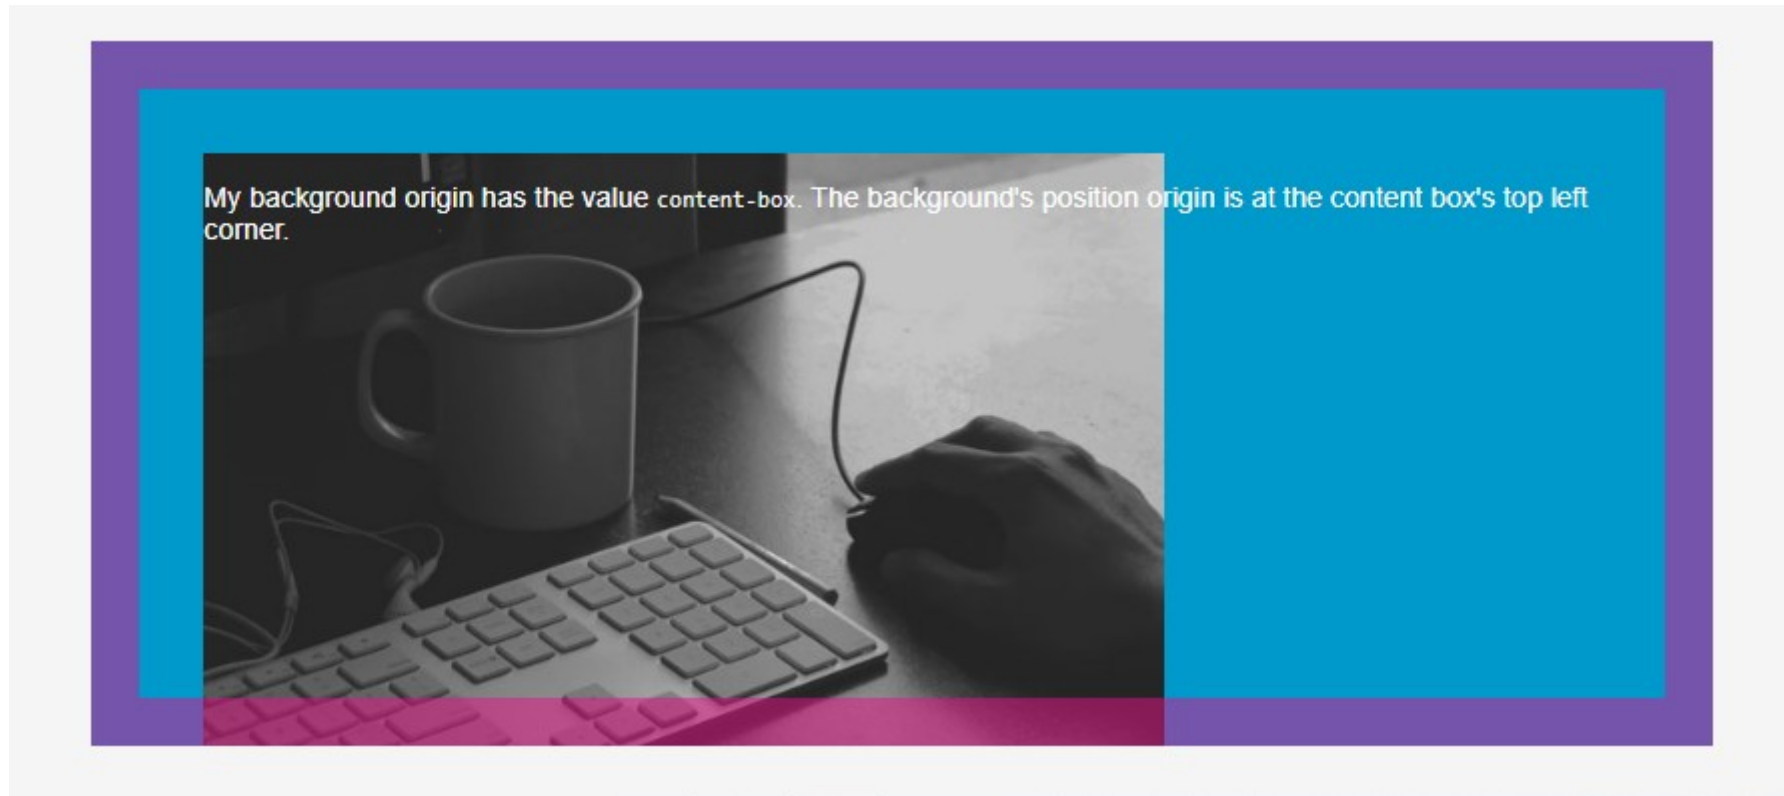 My background origin has the value content-box. The background's position origin is at the content box's top left
corner.